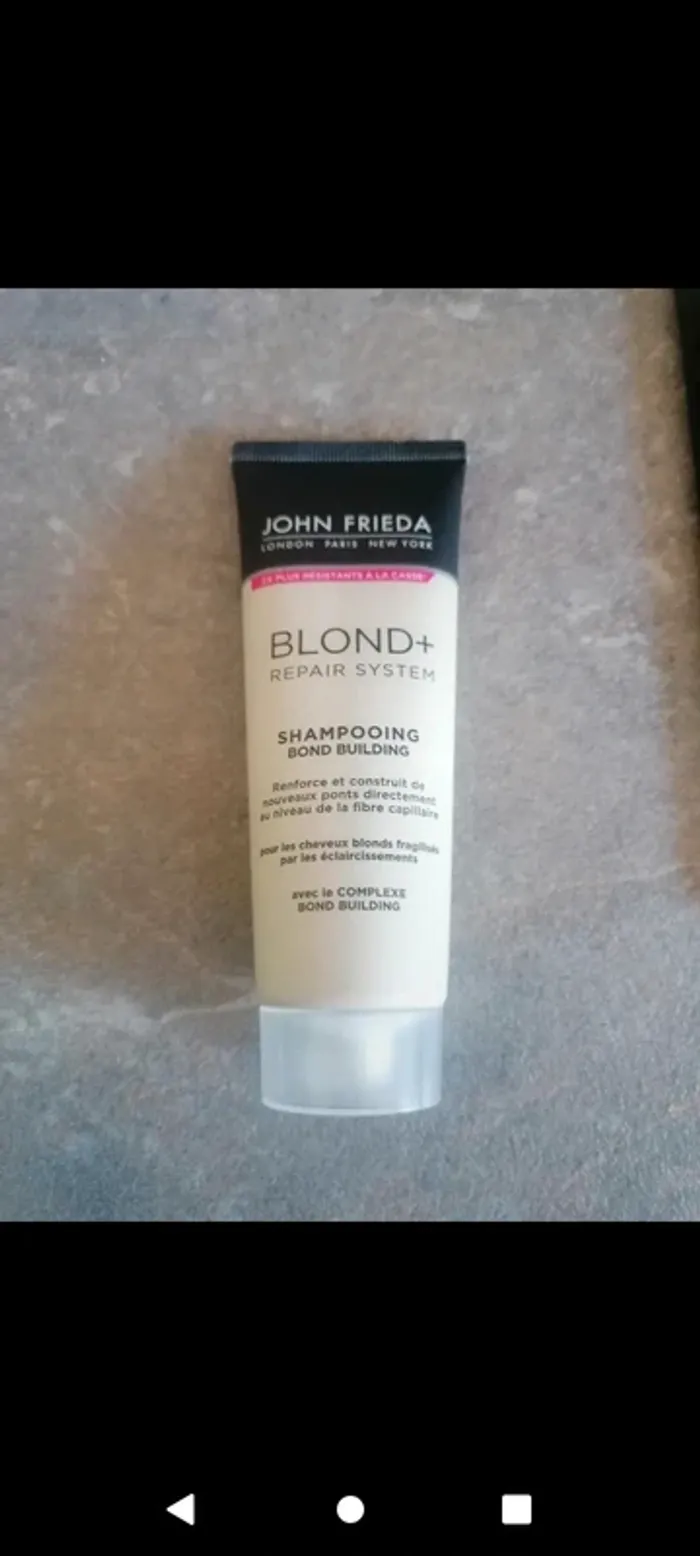 JOHN FRIEDA
LONDON PARIS NEW YORK
PLUS RÉSISTANTS À LA CASSE
BLOND+
REPAIR SYSTEM
SHAMPOOING
BOND BUILDING
Renforce et construit de
nouveaux ponts directement
au niveau de la fibre capillaire
pour les cheveux blonds fragilisés
par les éclaircissements
avec le COMPLEXE
BOND BUILDING